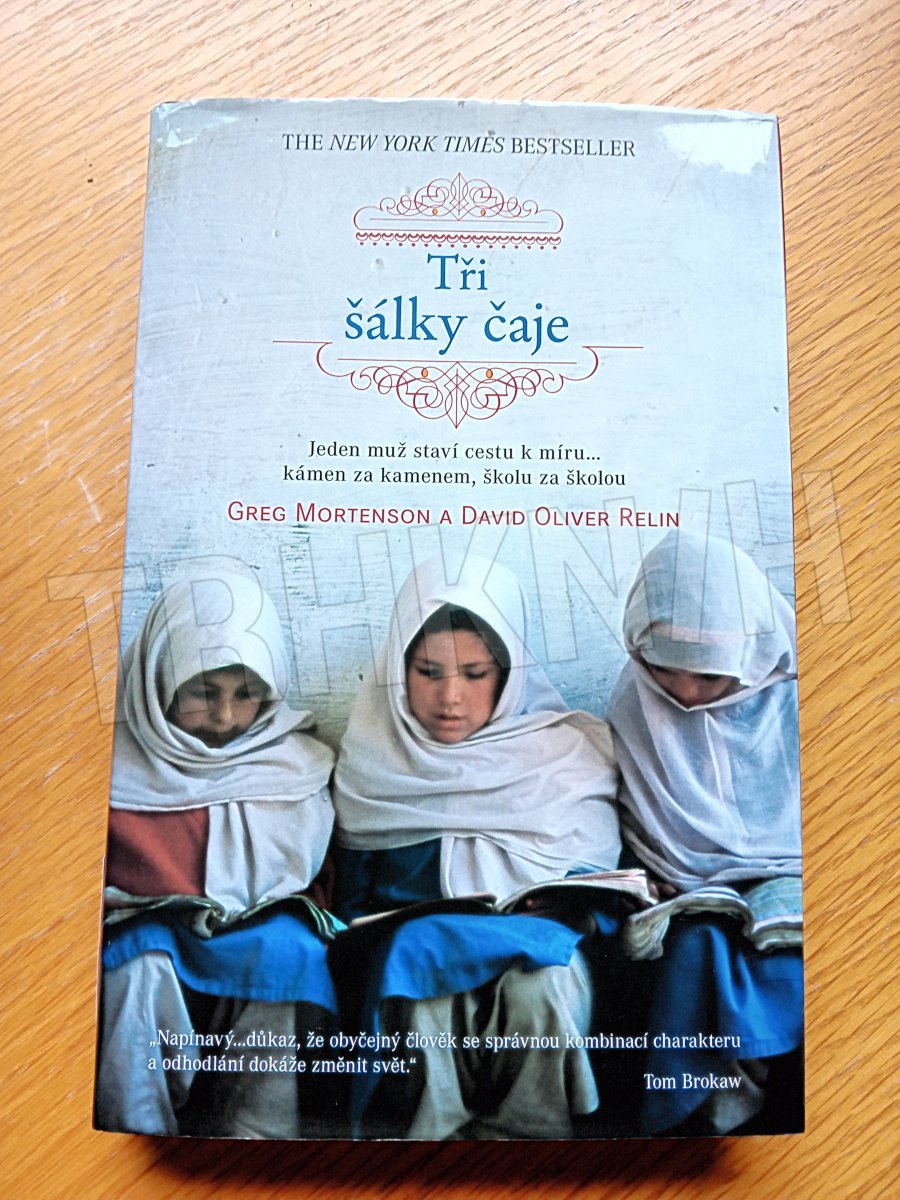 THE NEW YORK TIMES BESTSELLER
Tři
šálky čaje
Jeden muž staví cestu k míru...
kámen za kamenem, školu za školou
GREG MORTENSON A DAVID OLIVER RELIN
TRHKNIH
„Napínavý...důkaz, že obyčejný člověk se správnou kombinací charakteru
a odhodlání dokáže změnit svět.“
Tom Brokaw